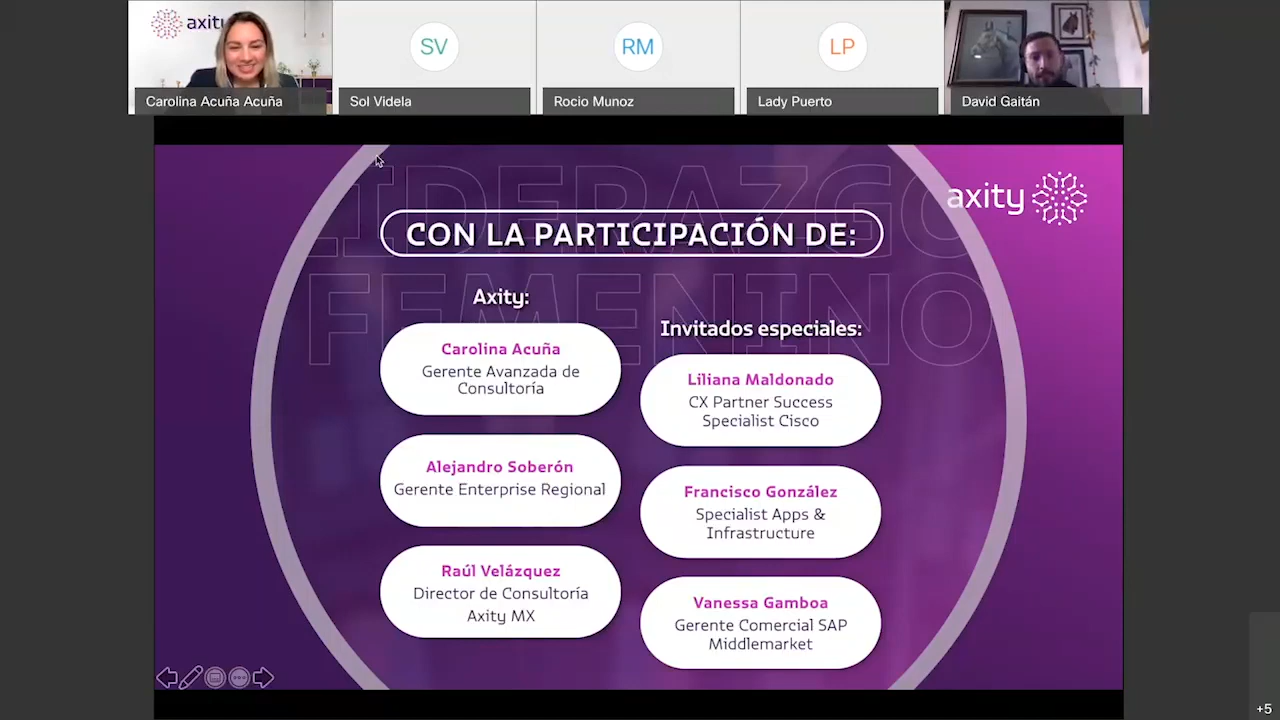 axity
SV
RM
LP
Carolina Acuña Acuña
Sol Videla
Rocio Munoz
Lady Puerto
David Gaitán
LIDERAZGO
FEMENINO
axity
CON LA PARTICIPACIÓN DE:
Axity:
Carolina Acuña
Gerente Avanzada de
Consultoría
Alejandro Soberón
Gerente Enterprise Regional
Raúl Velázquez
Director de Consultoría
Axity MX
Invitados especiales:
Liliana Maldonado
CX Partner Success
Specialist Cisco
Francisco González
Specialist Apps &
Infrastructure
Vanessa Gamboa
Gerente Comercial SAP
Middlemarket
+5